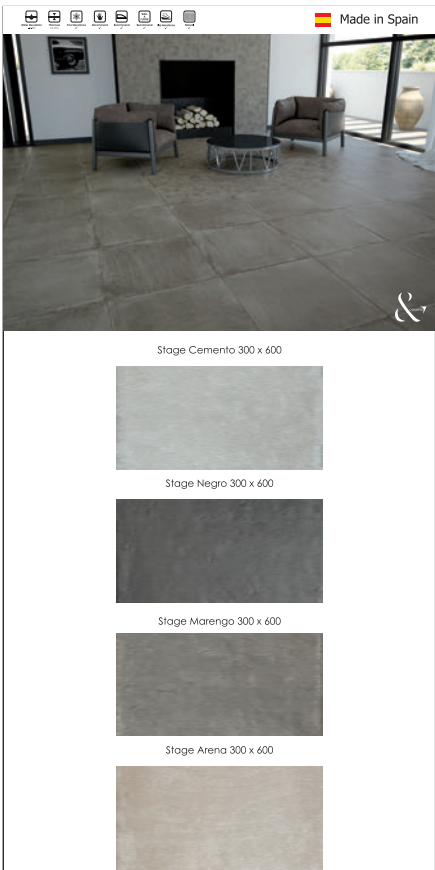 Made in Spain
&
Stage Cemento 300 x 600
Stage Negro 300 x 600
Stage Marengo 300 x 600
Stage Arena 300 x 600